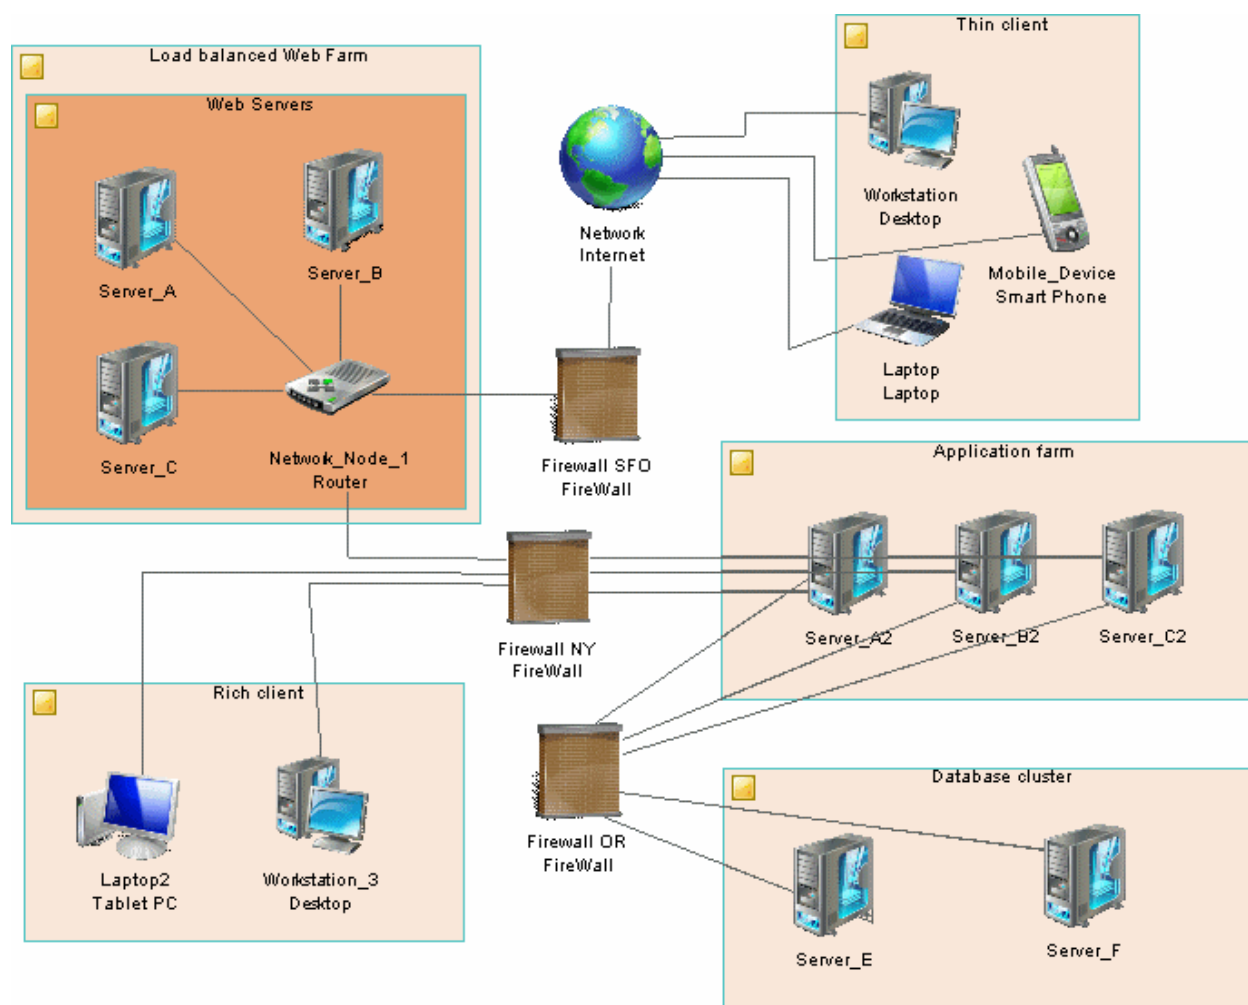 Thin client
Load balanced Web Farm
Web Servers
Workstation
Desktop
Network
Internet
Server_A
Server_B
Mobile_Device
Smart Phone
Laptop
Laptop
Server_C
Network_Node_1
Router
Firewall SFO
FireWall
Application farm
Server_A2
Server_B2
Server_C2
Firewall NY
FireWall
Rich client
Database cluster
Firewall OR
FireWall
Laptop2
Tablet PC
Workstation_3
Desktop
Server_E
Server_F